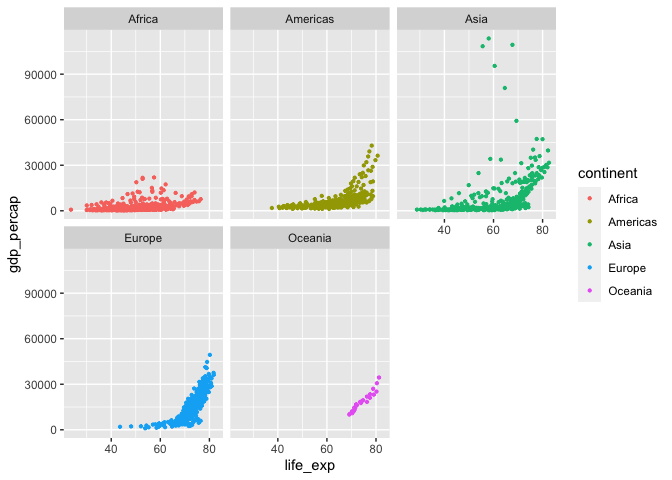 Africa
Americas
Asia
90000
60000
30000
0
40
60
80
Europe
Oceania
90000
60000
30000
0
40
60
80
40
60
80
gdp_percap
life_exp
continent
Africa
Americas
Asia
Europe
Oceania